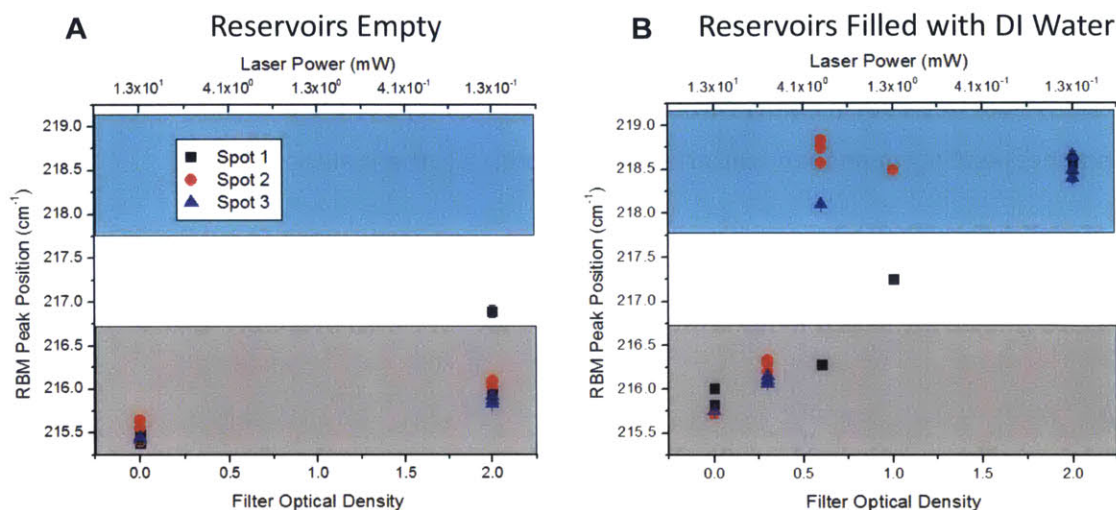 A Reservoirs Empty
Laser Power (mW)
1.3x10¹ 4.1x10⁰ 1.3x10⁰ 4.1x10⁻¹ 1.3x10⁻¹
219.0
218.5
218.0
217.5
217.0
216.5
216.0
215.5
RBM Peak Position (cm⁻¹)
Spot 1
Spot 2
Spot 3
0.0 0.5 1.0 1.5 2.0
Filter Optical Density
B Reservoirs Filled with DI Water
Laser Power (mW)
1.3x10¹ 4.1x10⁰ 1.3x10⁰ 4.1x10⁻¹ 1.3x10⁻¹
219.0
218.5
218.0
217.5
217.0
216.5
216.0
215.5
RBM Peak Position (cm⁻¹)
0.0 0.5 1.0 1.5 2.0
Filter Optical Density